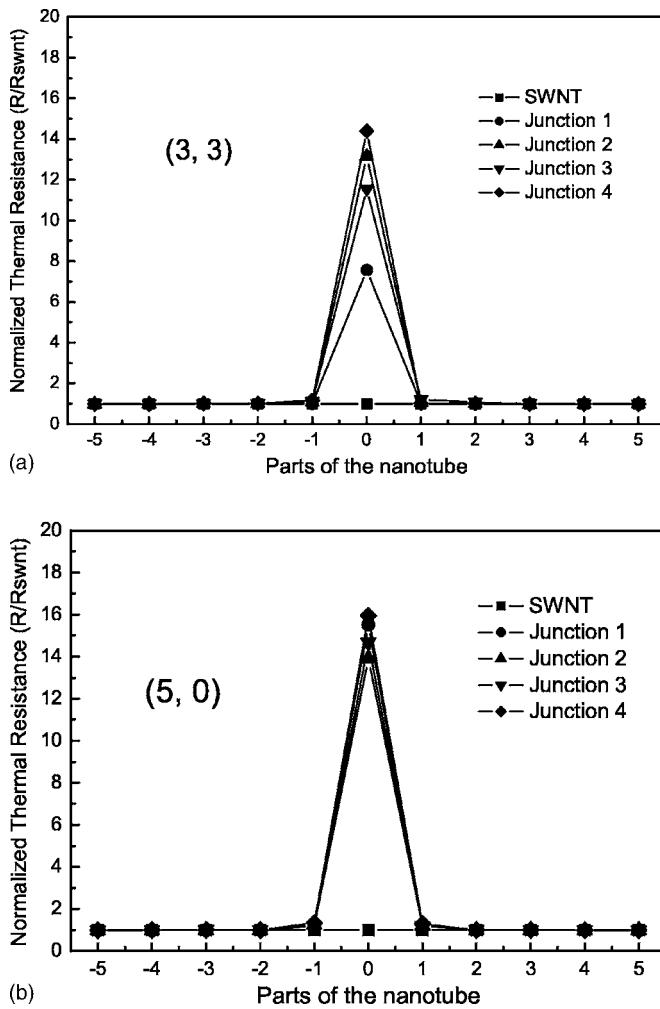 20
18
16
14
12
10
8
6
4
2
0
Normalized Thermal Resistance (R/Rswnt)
(3, 3)
SWNT
Junction 1
Junction 2
Junction 3
Junction 4
-5 -4 -3 -2 -1 0 1 2 3 4 5
Parts of the nanotube
(a)
20
18
16
14
12
10
8
6
4
2
0
Normalized Thermal Resistance (R/Rswnt)
(5, 0)
SWNT
Junction 1
Junction 2
Junction 3
Junction 4
-5 -4 -3 -2 -1 0 1 2 3 4 5
Parts of the nanotube
(b)